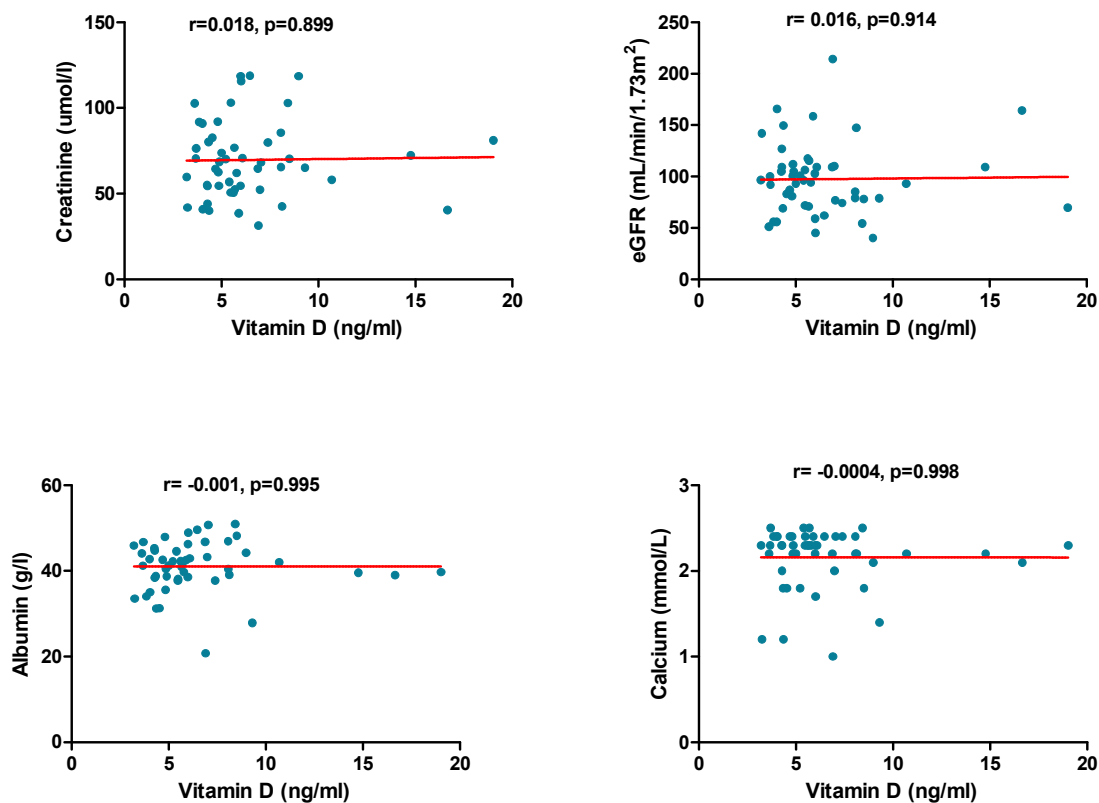 r=0.018, p=0.899
Creatinine (umol/l)
150
100
50
0
0 5 10 15 20
Vitamin D (ng/ml)
r= 0.016, p=0.914
eGFR (mL/min/1.73m²)
250
200
150
100
50
0
0 5 10 15 20
Vitamin D (ng/ml)
r= -0.001, p=0.995
Albumin (g/l)
60
40
20
0
0 5 10 15 20
Vitamin D (ng/ml)
r= -0.0004, p=0.998
Calcium (mmol/L)
3
2
1
0
0 5 10 15 20
Vitamin D (ng/ml)